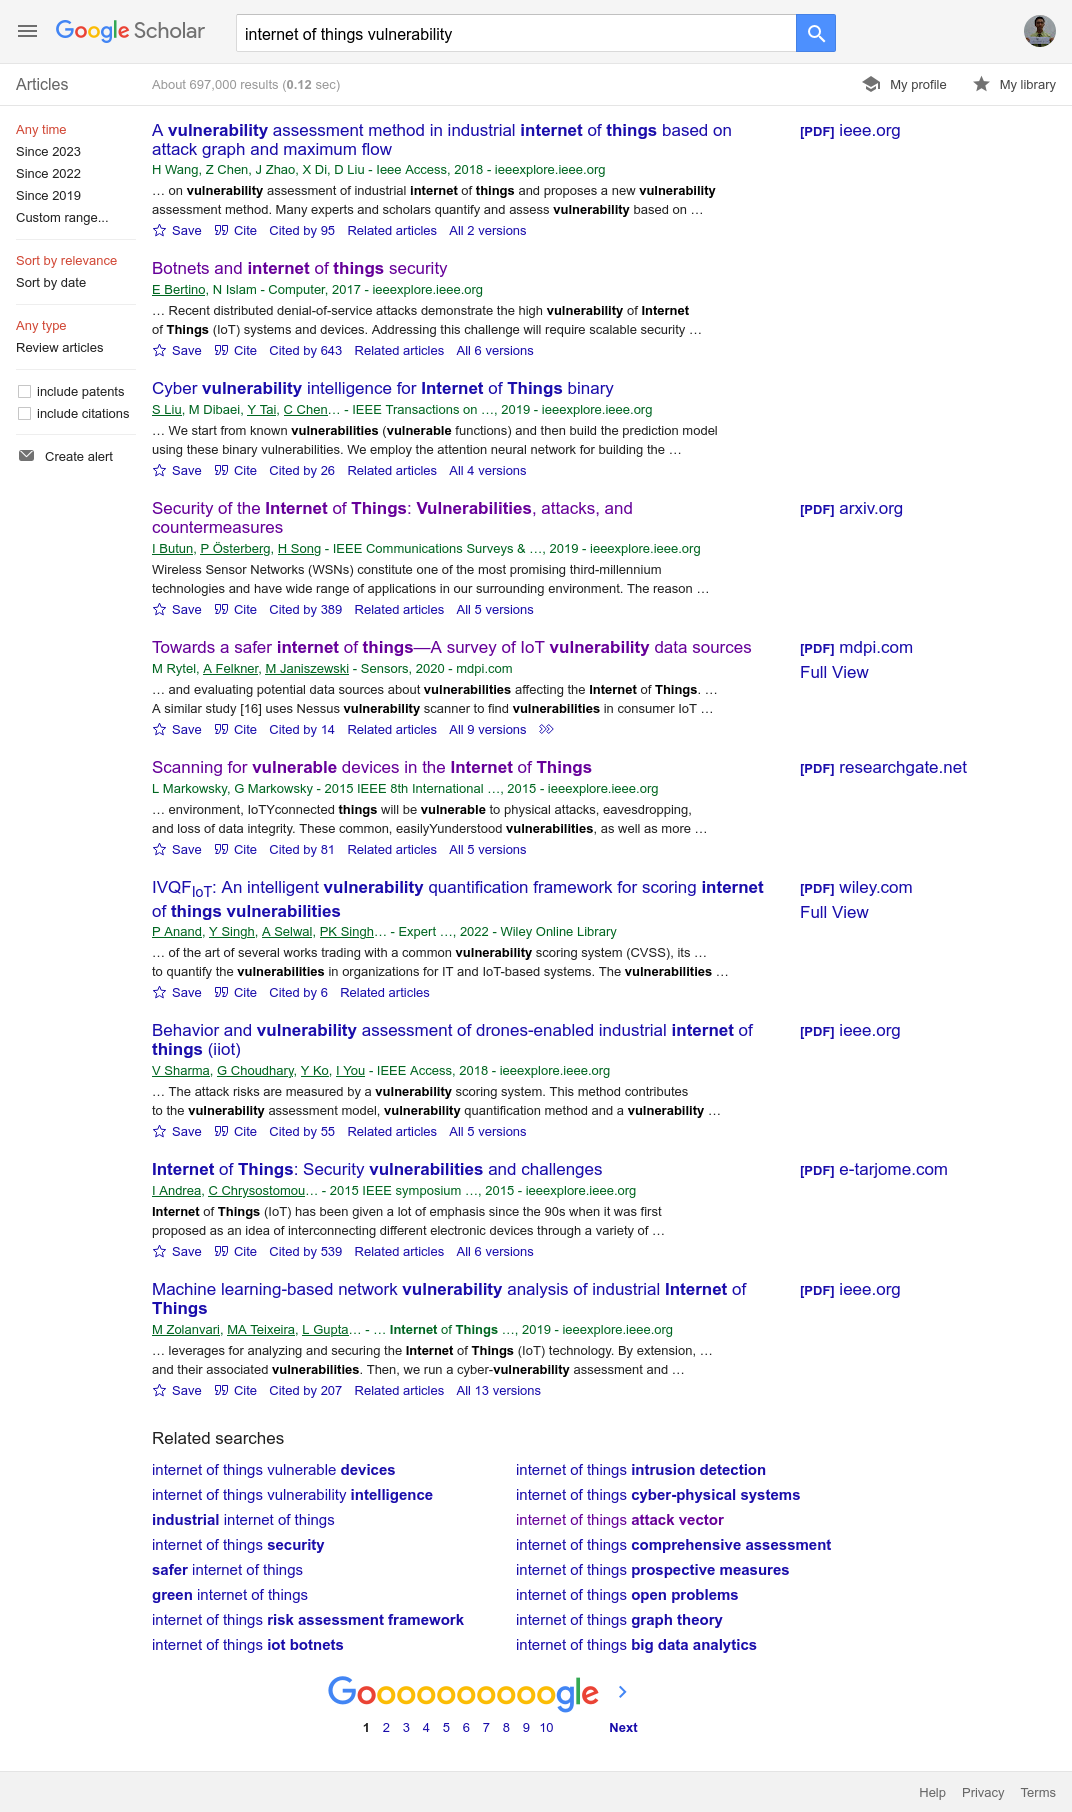 Google Scholar
internet of things vulnerability
Articles
About 697,000 results (0.12 sec)
My profile
My library
Any time
Since 2023
Since 2022
Since 2019
Custom range...
Sort by relevance
Sort by date
Any type
Review articles
include patents
include citations
Create alert
A vulnerability assessment method in industrial internet of things based on
attack graph and maximum flow
[PDF] ieee.org
H Wang, Z Chen, J Zhao, X Di, D Liu - Ieee Access, 2018 - ieeexplore.ieee.org
… on vulnerability assessment of industrial internet of things and proposes a new vulnerability
assessment method. Many experts and scholars quantify and assess vulnerability based on …
Save Cite Cited by 95 Related articles All 2 versions
Botnets and internet of things security
E Bertino, N Islam - Computer, 2017 - ieeexplore.ieee.org
… Recent distributed denial-of-service attacks demonstrate the high vulnerability of Internet
of Things (IoT) systems and devices. Addressing this challenge will require scalable security …
Save Cite Cited by 643 Related articles All 6 versions
Cyber vulnerability intelligence for Internet of Things binary
S Liu, M Dibaei, Y Tai, C Chen… - IEEE Transactions on …, 2019 - ieeexplore.ieee.org
… We start from known vulnerabilities (vulnerable functions) and then build the prediction model
using these binary vulnerabilities. We employ the attention neural network for building the …
Save Cite Cited by 26 Related articles All 4 versions
Security of the Internet of Things: Vulnerabilities, attacks, and
countermeasures
[PDF] arxiv.org
I Butun, P Österberg, H Song - IEEE Communications Surveys & …, 2019 - ieeexplore.ieee.org
Wireless Sensor Networks (WSNs) constitute one of the most promising third-millennium
technologies and have wide range of applications in our surrounding environment. The reason …
Save Cite Cited by 389 Related articles All 5 versions
Towards a safer internet of things—A survey of IoT vulnerability data sources
[PDF] mdpi.com
Full View
M Rytel, A Felkner, M Janiszewski - Sensors, 2020 - mdpi.com
… and evaluating potential data sources about vulnerabilities affecting the Internet of Things. …
A similar study [16] uses Nessus vulnerability scanner to find vulnerabilities in consumer IoT …
Save Cite Cited by 14 Related articles All 9 versions
Scanning for vulnerable devices in the Internet of Things
[PDF] researchgate.net
L Markowsky, G Markowsky - 2015 IEEE 8th International …, 2015 - ieeexplore.ieee.org
… environment, IoTYconnected things will be vulnerable to physical attacks, eavesdropping,
and loss of data integrity. These common, easilyYunderstood vulnerabilities, as well as more …
Save Cite Cited by 81 Related articles All 5 versions
IVQFIoT: An intelligent vulnerability quantification framework for scoring internet
of things vulnerabilities
[PDF] wiley.com
Full View
P Anand, Y Singh, A Selwal, PK Singh… - Expert …, 2022 - Wiley Online Library
… of the art of several works trading with a common vulnerability scoring system (CVSS), its …
to quantify the vulnerabilities in organizations for IT and IoT-based systems. The vulnerabilities …
Save Cite Cited by 6 Related articles
Behavior and vulnerability assessment of drones-enabled industrial internet of
things (iiot)
[PDF] ieee.org
V Sharma, G Choudhary, Y Ko, I You - IEEE Access, 2018 - ieeexplore.ieee.org
… The attack risks are measured by a vulnerability scoring system. This method contributes
to the vulnerability assessment model, vulnerability quantification method and a vulnerability …
Save Cite Cited by 55 Related articles All 5 versions
Internet of Things: Security vulnerabilities and challenges
[PDF] e-tarjome.com
I Andrea, C Chrysostomou… - 2015 IEEE symposium …, 2015 - ieeexplore.ieee.org
Internet of Things (IoT) has been given a lot of emphasis since the 90s when it was first
proposed as an idea of interconnecting different electronic devices through a variety of …
Save Cite Cited by 539 Related articles All 6 versions
Machine learning-based network vulnerability analysis of industrial Internet of
Things
[PDF] ieee.org
M Zolanvari, MA Teixeira, L Gupta… - … Internet of Things …, 2019 - ieeexplore.ieee.org
… leverages for analyzing and securing the Internet of Things (IoT) technology. By extension, …
and their associated vulnerabilities. Then, we run a cyber-vulnerability assessment and …
Save Cite Cited by 207 Related articles All 13 versions
Related searches
internet of things vulnerable devices
internet of things vulnerability intelligence
industrial internet of things
internet of things security
safer internet of things
green internet of things
internet of things risk assessment framework
internet of things iot botnets
internet of things intrusion detection
internet of things cyber-physical systems
internet of things attack vector
internet of things comprehensive assessment
internet of things prospective measures
internet of things open problems
internet of things graph theory
internet of things big data analytics
Goooooooooogle
1 2 3 4 5 6 7 8 9 10 Next
Help Privacy Terms